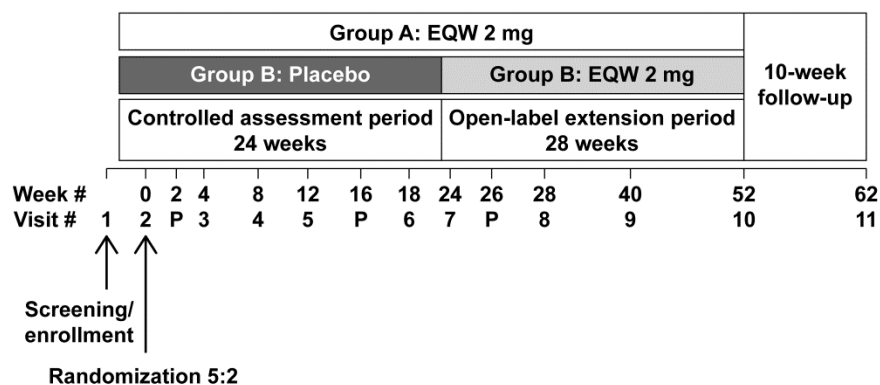 Group A: EQW 2 mg
Group B: Placebo
Group B: EQW 2 mg
10-week
follow-up
Controlled assessment period
24 weeks
Open-label extension period
28 weeks
Week # 0 2 4 8 12 16 18 24 26 28 40 52 62
Visit # 1 2 P 3 4 5 P 6 7 P 8 9 10 11
Screening/
enrollment
Randomization 5:2